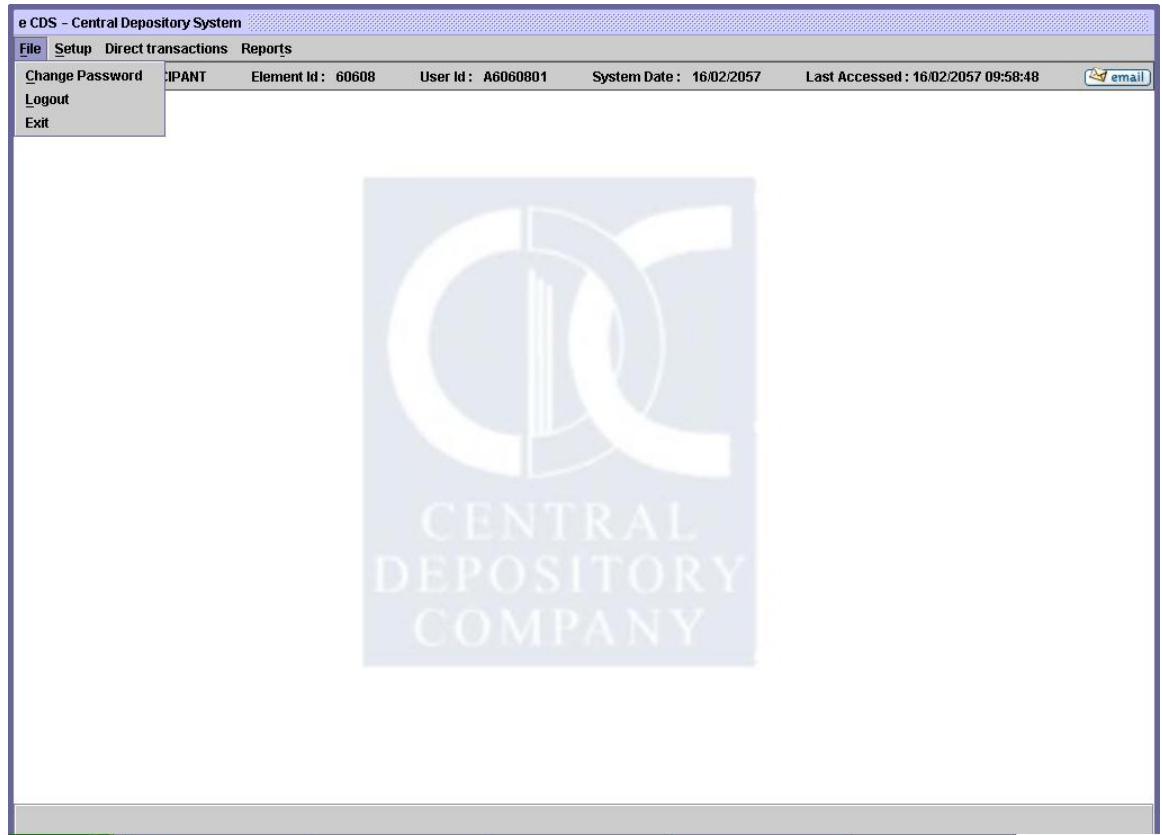 e CDS - Central Depository System
File Setup Direct transactions Reports
Change Password
IPANT Element Id : 60608 User Id : A6060801 System Date : 16/02/2057 Last Accessed : 16/02/2057 09:58:48 email
Logout
Exit
CENTRAL
DEPOSITORY
COMPANY